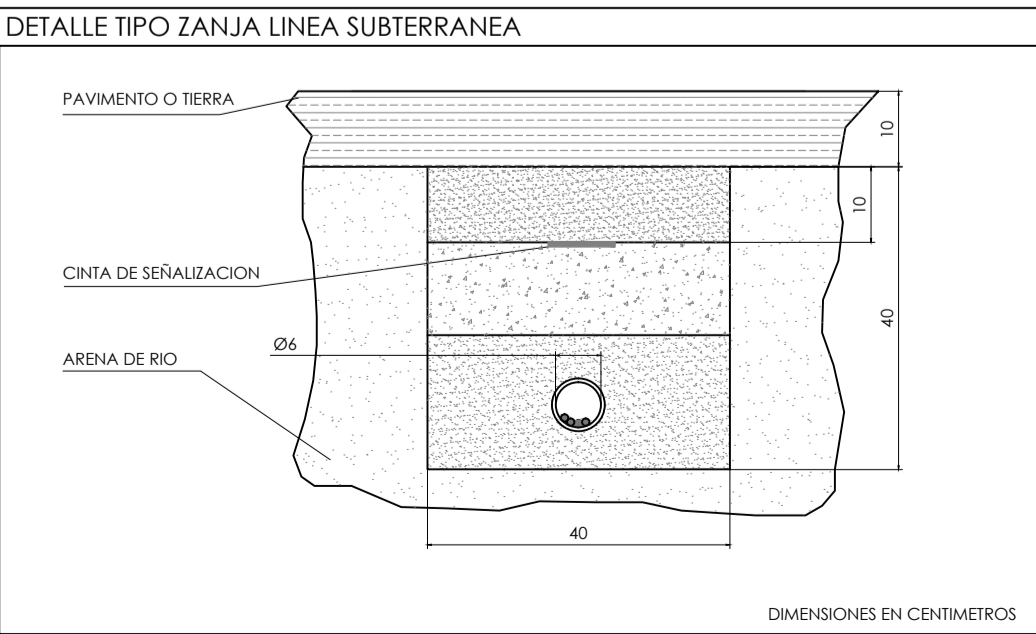 DETALLE TIPO ZANJA LINEA SUBTERRANEA
PAVIMENTO O TIERRA
10
10
CINTA DE SEÑALIZACION
40
ARENA DE RIO
Ø6
40
DIMENSIONES EN CENTIMETROS